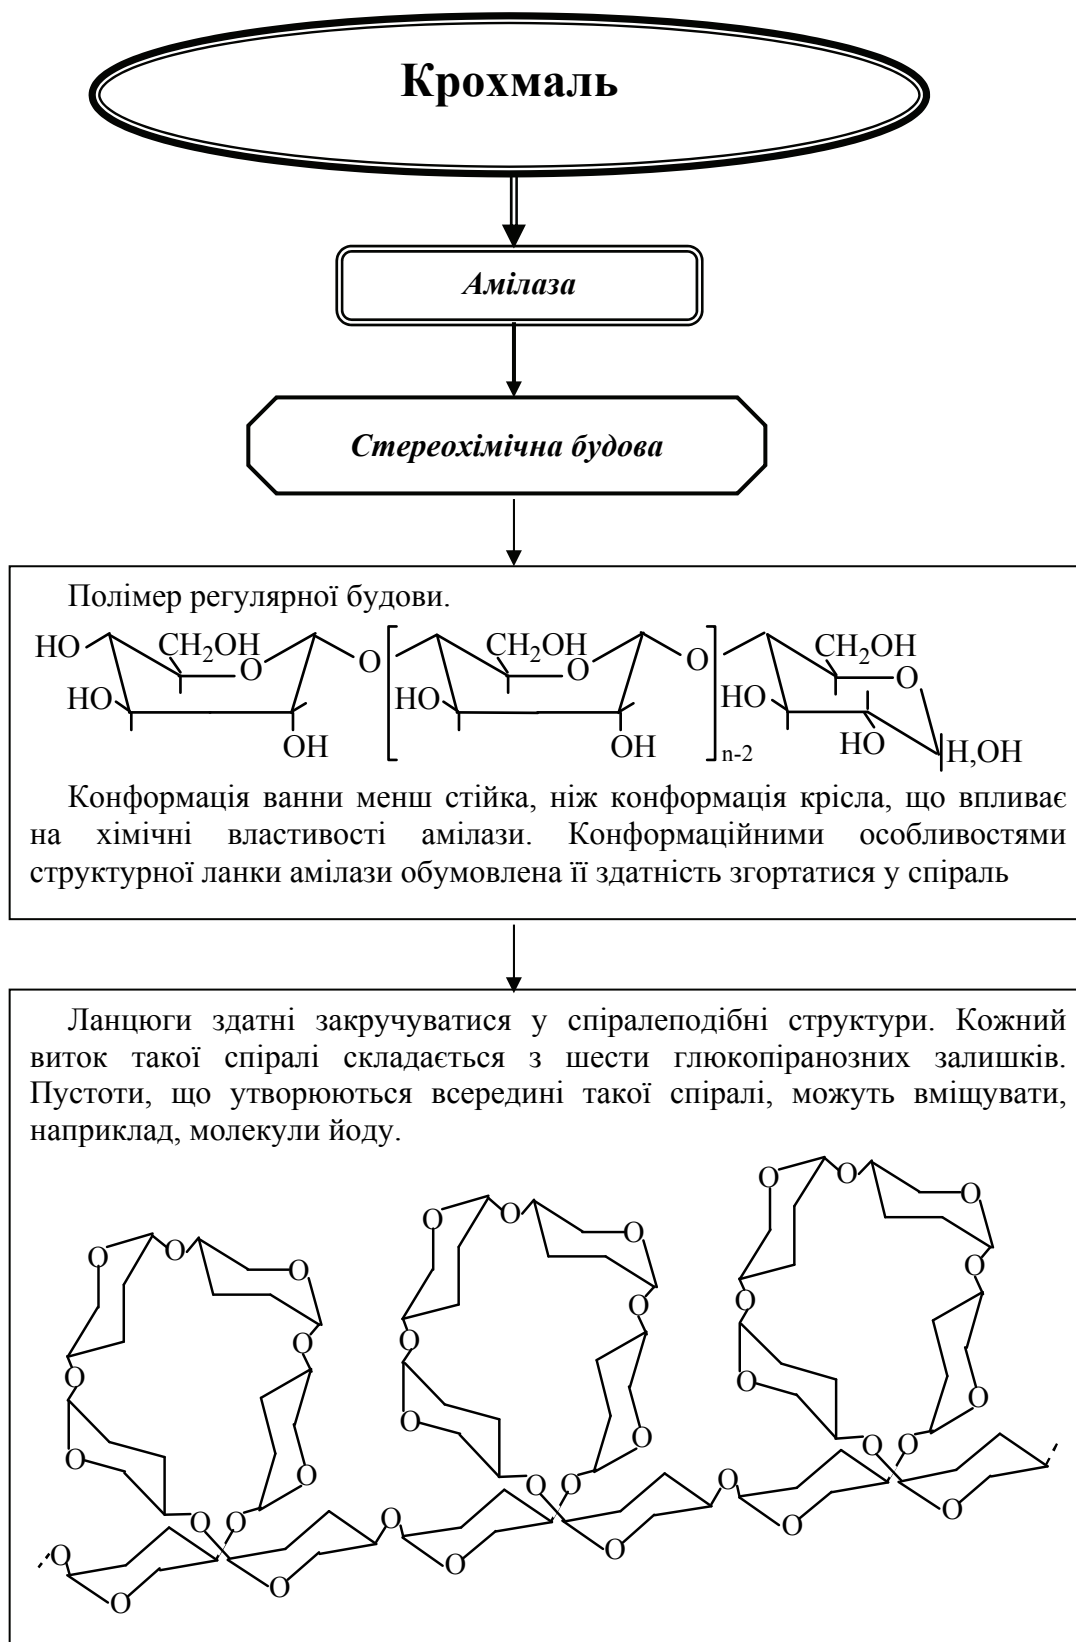 Крохмаль
Амілаза
Стереохімічна будова
Полімер регулярної будови.
HO CH₂OH O O CH₂OH O O CH₂OH O
HO HO HO
OH OH n-2 HO H,OH
Конформація ванни менш стійка, ніж конформація крісла, що впливає
на хімічні властивості амілази. Конформаційними особливостями
структурної ланки амілази обумовлена її здатність згортатися у спіраль
Ланцюги здатні закручуватися у спіралеподібні структури. Кожний
виток такої спіралі складається з шести глюкопіранозних залишків.
Пустоти, що утворюються всередині такої спіралі, можуть вміщувати,
наприклад, молекули йоду.
O O O
O O O O O O
O O O
O O O
O O O
O O O
O O O O O O
O O O
O O O O O O